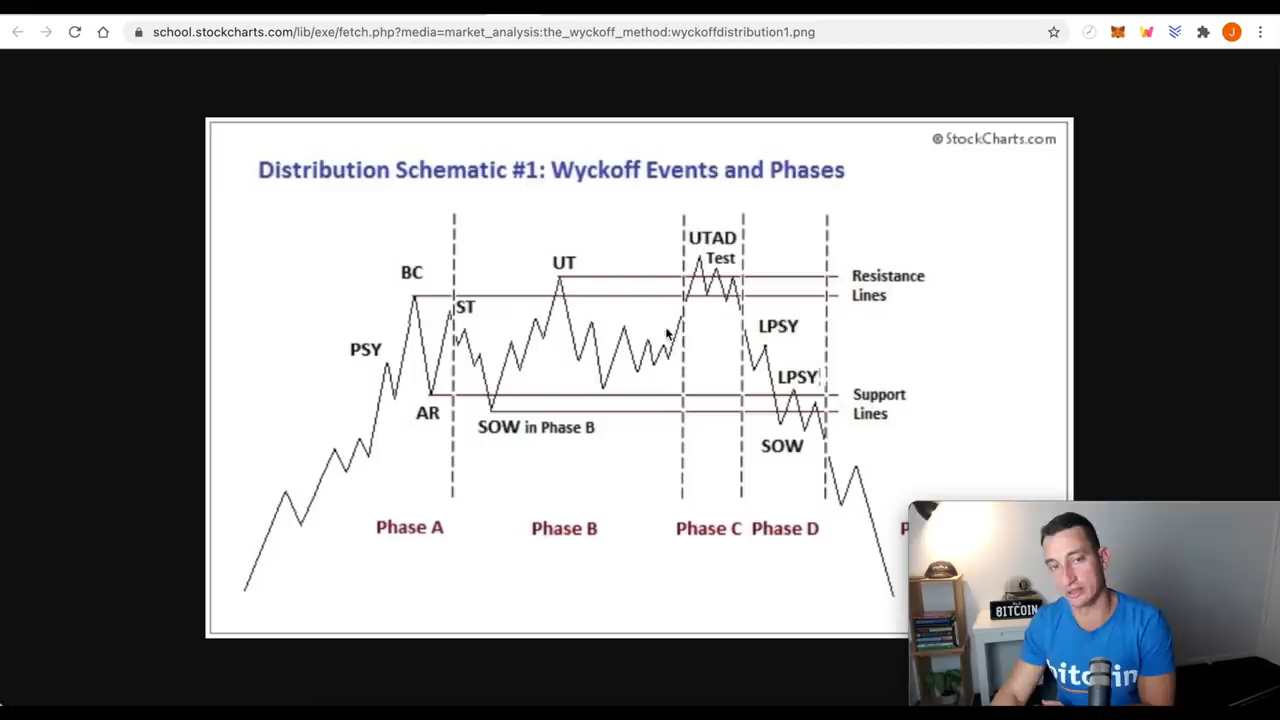 school.stockcharts.com/lib/exe/fetch.php?media=market_analysis:the_wyckoff_method:wyckoffdistribution1.png
J
© StockCharts.com
Distribution Schematic #1: Wyckoff Events and Phases
UTAD
Test
BC
UT
Resistance
Lines
ST
LPSY
PSY
LPSY
Support
Lines
AR
SOW in Phase B
SOW
Phase A
Phase B
Phase C
Phase D
P
BITCOIN
bitcoin